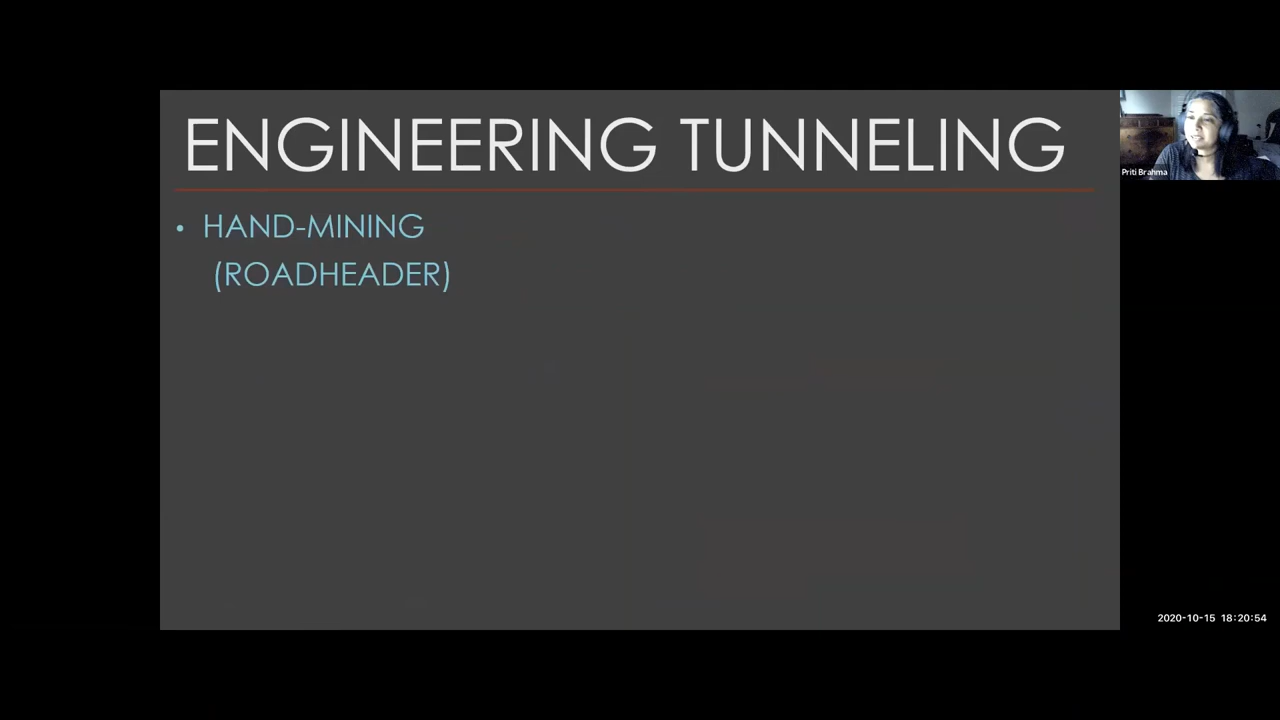 ENGINEERING TUNNELING
• HAND-MINING
(ROADHEADER)
Priti Brahma
2020-10-15 18:20:54